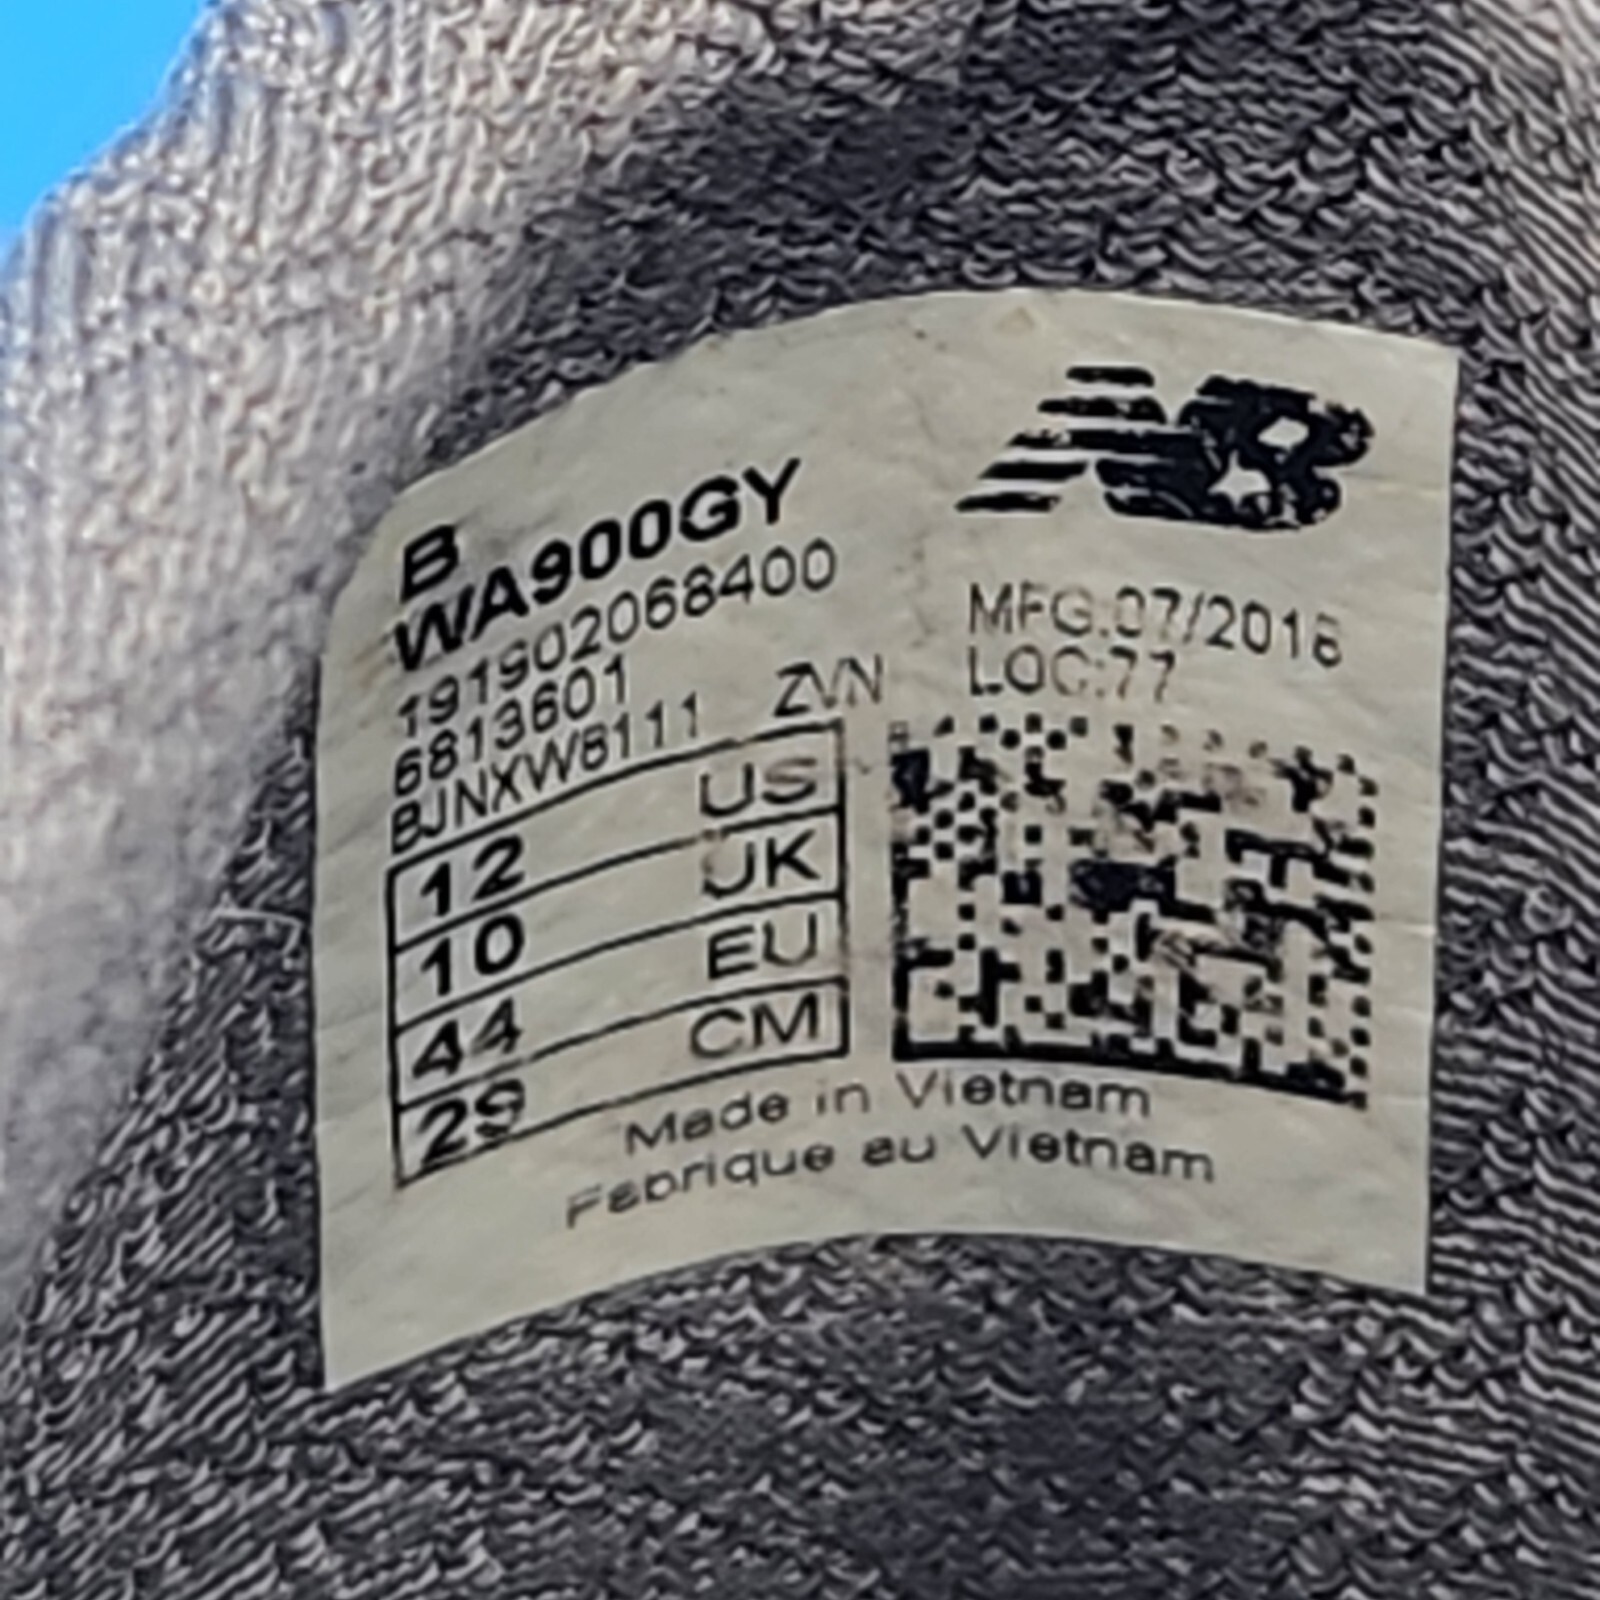 NB
B
WA900GY
191902068400
6813601
BJNXW8111 ZVN
MFG:07/2018
LOC:77
12 US
10 UK
44 EU
29 CM
Made in Vietnam
Fabrique au Vietnam